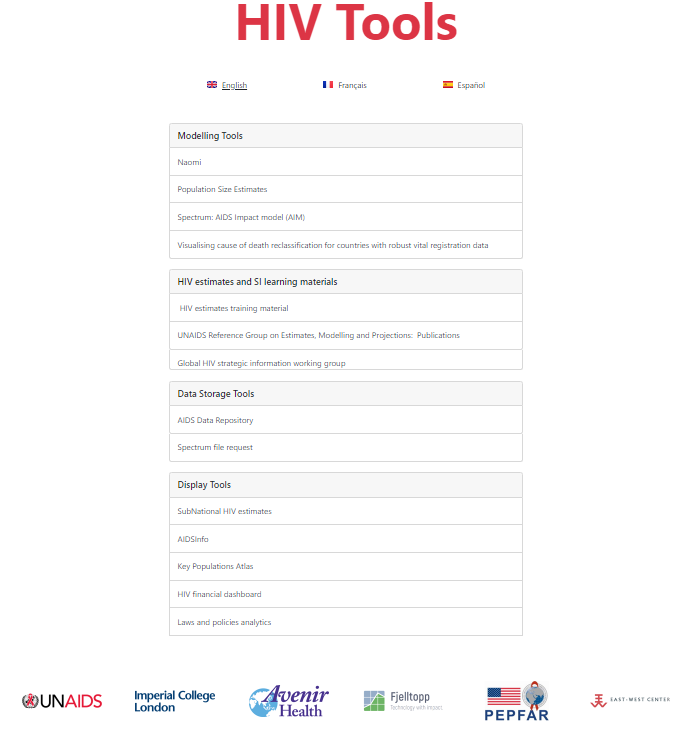 HIV Tools
English
Français
Español
Modelling Tools
Naomi
Population Size Estimates
Spectrum: AIDS Impact model (AIM)
Visualising cause of death reclassification for countries with robust vital registration data
HIV estimates and SI learning materials
HIV estimates training material
UNAIDS Reference Group on Estimates, Modelling and Projections: Publications
Global HIV strategic information working group
Data Storage Tools
AIDS Data Repository
Spectrum file request
Display Tools
SubNational HIV estimates
AIDSInfo
Key Populations Atlas
HIV financial dashboard
Laws and policies analytics
UNAIDS
Imperial College
London
Avenir
Health
Fjelltopp
Technology with impact
PEPFAR
EAST-WEST CENTER